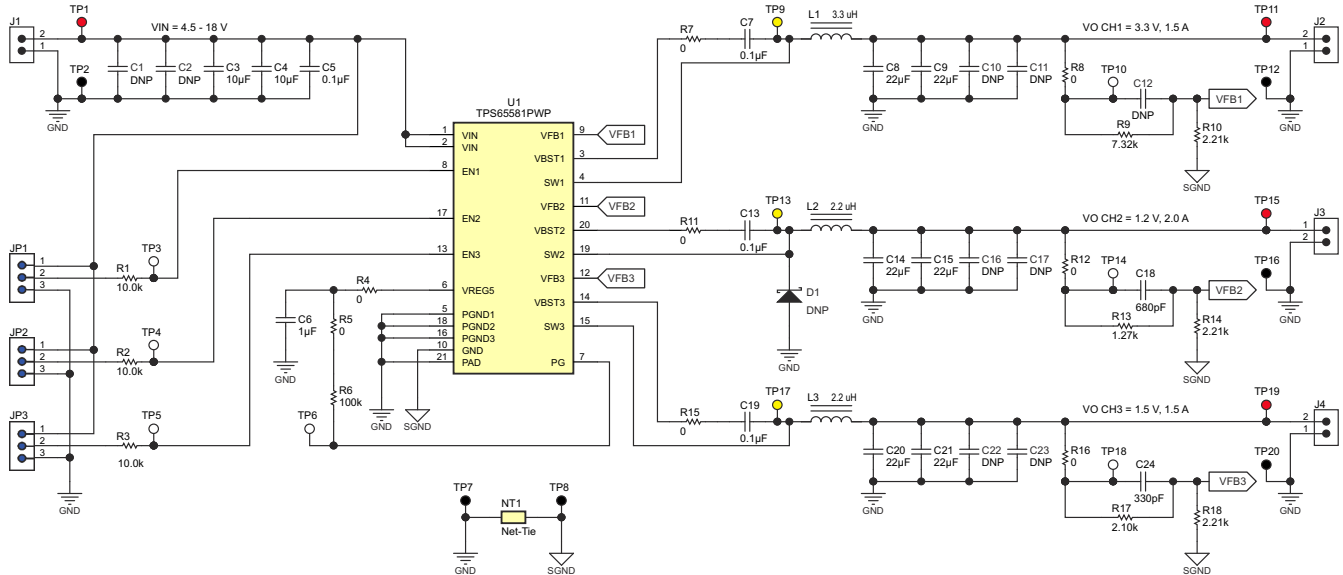 J1
2
1
TP1
VIN = 4.5 - 18 V
TP2
C1
DNP
C2
DNP
C3
10µF
C4
10µF
C5
0.1µF
GND
U1
TPS65581PWP
1
VIN
2
VIN
8
EN1
17
EN2
13
EN3
6
VREG5
5
PGND1
18
PGND2
16
PGND3
10
GND
21
PAD
VFB1
9
VFB1
VBST1
3
SW1
4
VFB2
11
VFB2
VBST2
20
SW2
19
VFB3
12
VFB3
VBST3
14
SW3
15
PG
7
JP1
1
2
3
R1
10.0k
TP3
JP2
1
2
3
R2
10.0k
TP4
JP3
1
2
3
R3
10.0k
TP5
GND
R4
0
C6
1µF
GND
R5
0
R6
100k
TP6
GND
SGND
TP7
GND
NT1
Net-Tie
TP8
SGND
R7
0
C7
0.1µF
TP9
L1
3.3 uH
VO CH1 = 3.3 V, 1.5 A
TP11
J2
2
1
C8
22µF
C9
22µF
C10
DNP
C11
DNP
GND
R8
0
TP10
C12
DNP
R9
7.32k
VFB1
R10
2.21k
SGND
TP12
GND
R11
0
C13
0.1µF
TP13
L2
2.2 uH
VO CH2 = 1.2 V, 2.0 A
TP15
J3
2
1
D1
DNP
GND
C14
22µF
C15
22µF
C16
DNP
C17
DNP
GND
R12
0
TP14
C18
680pF
R13
1.27k
VFB2
R14
2.21k
SGND
TP16
GND
R15
0
C19
0.1µF
TP17
L3
2.2 uH
VO CH3 = 1.5 V, 1.5 A
TP19
J4
2
1
C20
22µF
C21
22µF
C22
DNP
C23
DNP
GND
R16
0
TP18
C24
330pF
R17
2.10k
VFB3
R18
2.21k
SGND
TP20
GND